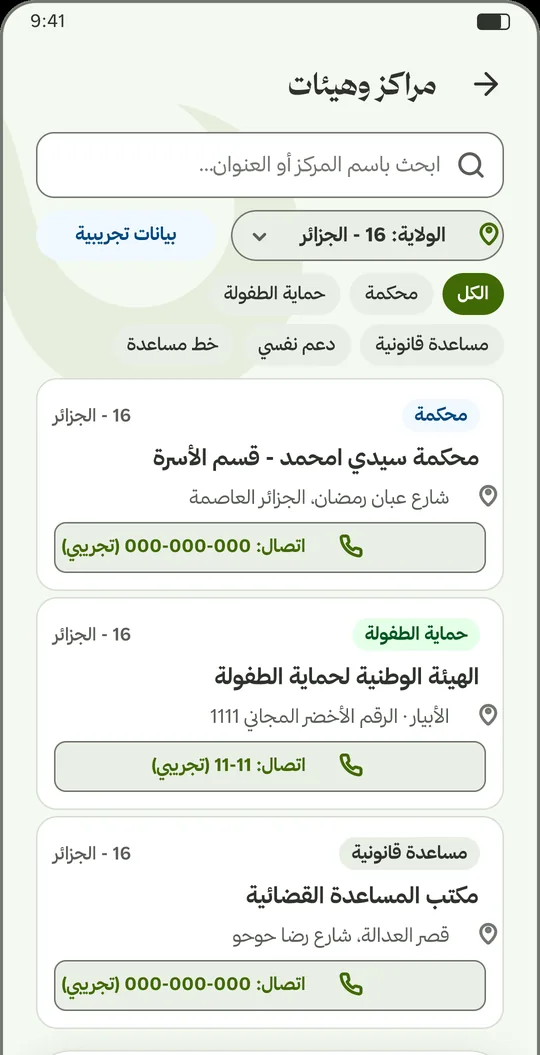 9:41
مراكز وهيئات
ابحث باسم المركز أو العنوان...
الولاية: 16 - الجزائر
بيانات تجريبية
الكل
محكمة
حماية الطفولة
مساعدة قانونية
دعم نفسي
خط مساعدة
محكمة
16 - الجزائر
محكمة سيدي امحمد - قسم الأسرة
شارع عبان رمضان، الجزائر العاصمة
اتصال: 000-000-000 (تجريبي)
حماية الطفولة
16 - الجزائر
الهيئة الوطنية لحماية الطفولة
الأبيار · الرقم الأخضر المجاني 1111
اتصال: 11-11 (تجريبي)
مساعدة قانونية
16 - الجزائر
مكتب المساعدة القضائية
قصر العدالة، شارع رضا حوحو
اتصال: 000-000-000 (تجريبي)